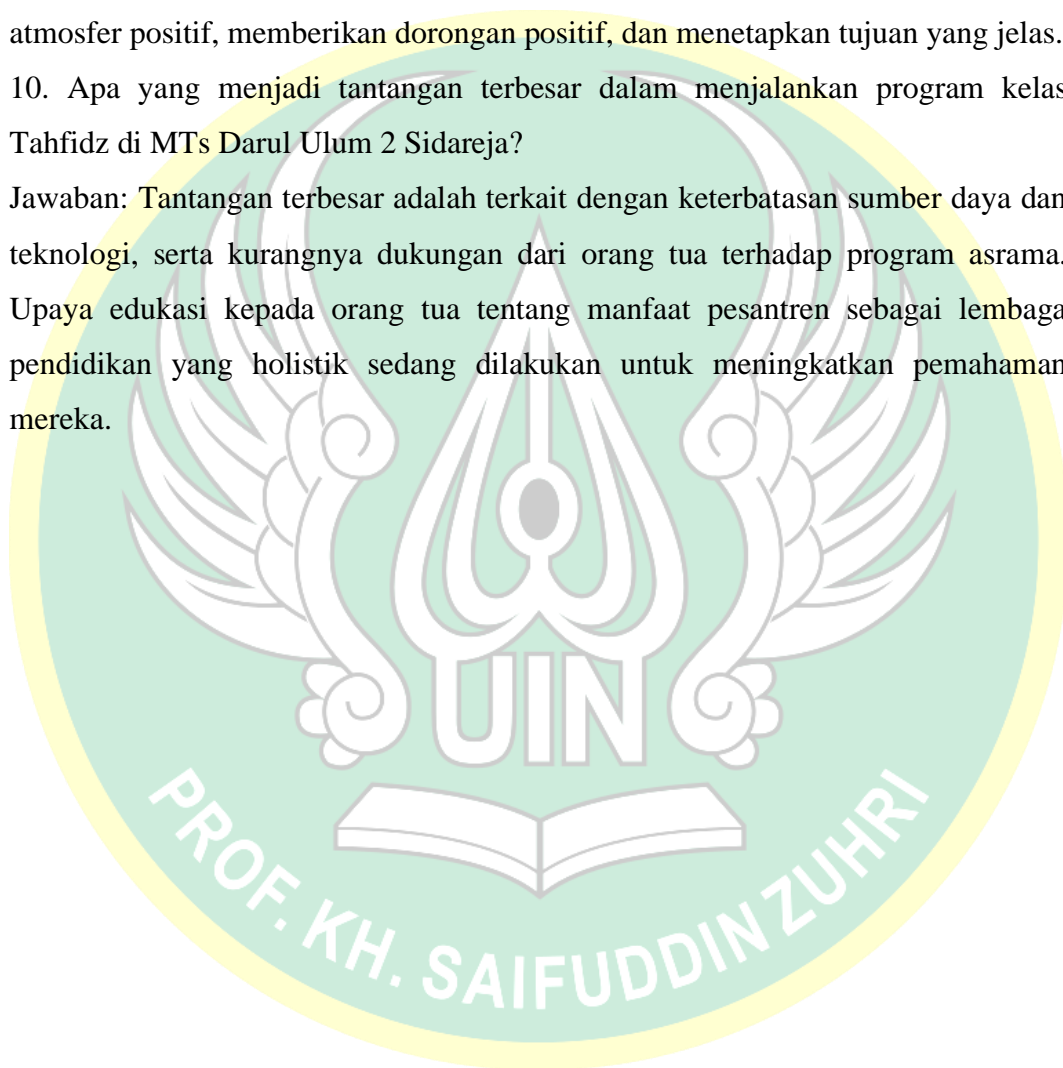 atmosfer positif, memberikan dorongan positif, dan menetapkan tujuan yang jelas.
10. Apa yang menjadi tantangan terbesar dalam menjalankan program kelas
Tahfidz di MTs Darul Ulum 2 Sidareja?
Jawaban: Tantangan terbesar adalah terkait dengan keterbatasan sumber daya dan
teknologi, serta kurangnya dukungan dari orang tua terhadap program asrama.
Upaya edukasi kepada orang tua tentang manfaat pesantren sebagai lembaga
pendidikan yang holistik sedang dilakukan untuk meningkatkan pemahaman
mereka.
UIN
PROF. KH. SAIFUDDIN ZUHRI